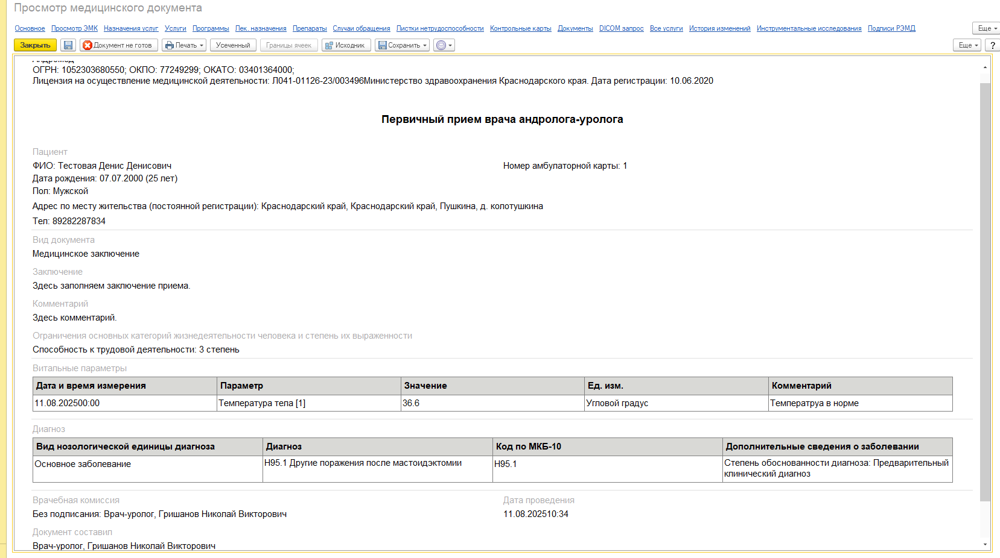 Просмотр медицинского документа
Основное Просмотр ЭМК Назначения услуг Услуги Программы Лек. назначения Препараты Случаи обращения Листки нетрудоспособности Контрольные карты Документы DICOM запрос Все услуги История изменений Инструментальные исследования Подписи РЭМД Еще
Закрыть Документ не готов Печать Усеченный Границы ячеек Исходник Сохранить Еще ?
ОГРН: 1052303680550; ОКПО: 77249299; ОКАТО: 03401364000;
Лицензия на осуществление медицинской деятельности: Л041-01126-23/003496Министерство здравоохранения Краснодарского края. Дата регистрации: 10.06.2020
Первичный прием врача андролога-уролога
Пациент
ФИО: Тестовая Денис Денисович Номер амбулаторной карты: 1
Дата рождения: 07.07.2000 (25 лет)
Пол: Мужской
Адрес по месту жительства (постоянной регистрации): Краснодарский край, Краснодарский край, Пушкина, д. колотушкина
Тел: 89282287834
Вид документа
Медицинское заключение
Заключение
Здесь заполняем заключение приема.
Комментарий
Здесь комментарий.
Ограничения основных категорий жизнедеятельности человека и степень их выраженности
Способность к трудовой деятельности: 3 степень
Витальные параметры
Дата и время измерения Параметр Значение Ед. изм. Комментарий
11.08.202500:00 Температура тела [1] 36.6 Угловой градус Температруа в норме
Диагноз
Вид нозологической единицы диагноза Диагноз Код по МКБ-10 Дополнительные сведения о заболевании
Основное заболевание H95.1 Другие поражения после мастоидэктомии H95.1 Степень обоснованности диагноза: Предварительный
клинический диагноз
Врачебная комиссия Дата проведения
Без подписания: Врач-уролог, Гришанов Николай Викторович 11.08.202510:34
Документ составил
Врач-уролог, Гришанов Николай Викторович